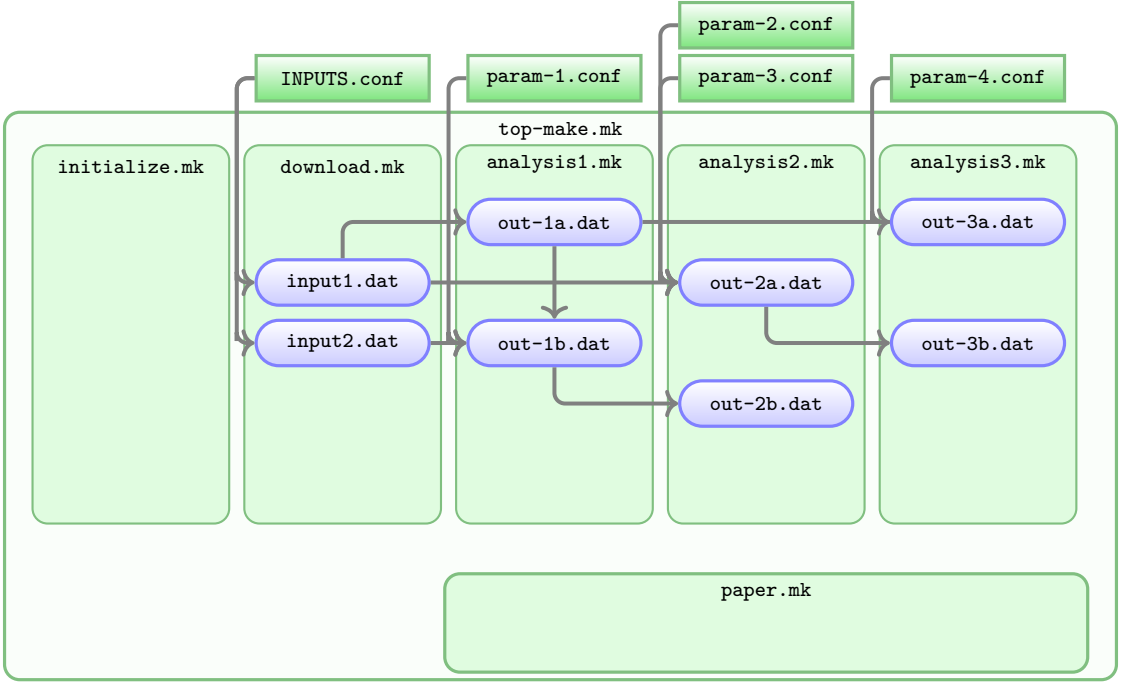 param-2.conf
INPUTS.conf
param-1.conf
param-3.conf
param-4.conf
top-make.mk
initialize.mk
download.mk
analysis1.mk
analysis2.mk
analysis3.mk
out-1a.dat
out-3a.dat
input1.dat
out-2a.dat
input2.dat
out-1b.dat
out-3b.dat
out-2b.dat
paper.mk